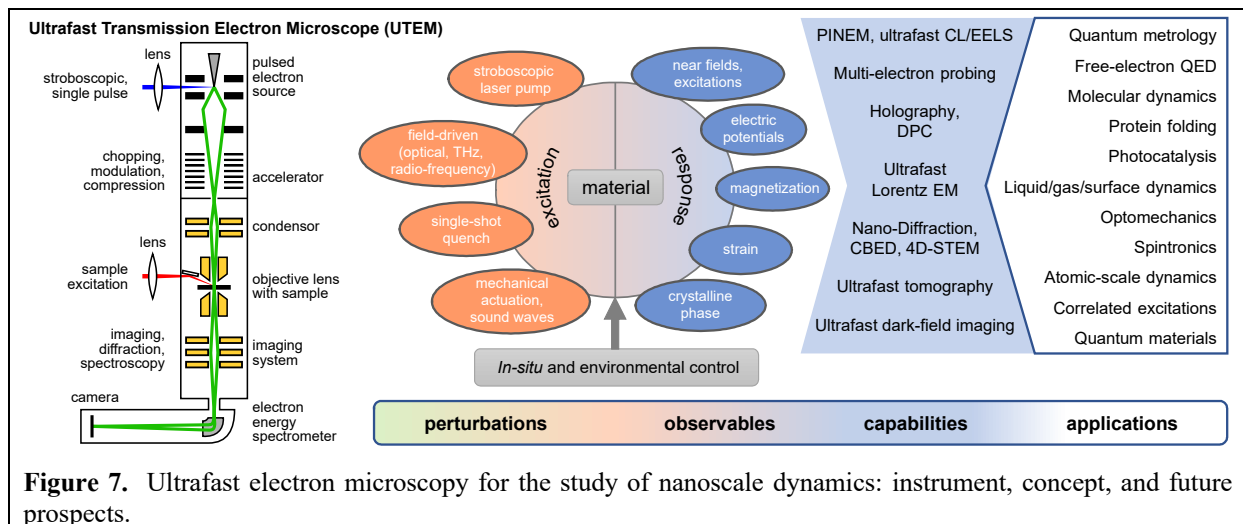 Ultrafast Transmission Electron Microscope (UTEM)
lens
stroboscopic,
single pulse
pulsed
electron
source
chopping,
modulation,
compression
accelerator
condensor
lens
sample
excitation
objective lens
with sample
imaging,
diffraction,
spectroscopy
imaging
system
camera
electron
energy
spectrometer
stroboscopic
laser pump
field-driven
(optical, THz,
radio-frequency)
single-shot
quench
mechanical
actuation,
sound waves
excitation
material
response
near fields,
excitations
electric
potentials
magnetization
strain
crystalline
phase
In-situ and environmental control
PINEM, ultrafast CL/EELS
Multi-electron probing
Holography,
DPC
Ultrafast
Lorentz EM
Nano-Diffraction,
CBED, 4D-STEM
Ultrafast tomography
Ultrafast dark-field imaging
Quantum metrology
Free-electron QED
Molecular dynamics
Protein folding
Photocatalysis
Liquid/gas/surface dynamics
Optomechanics
Spintronics
Atomic-scale dynamics
Correlated excitations
Quantum materials
perturbations observables capabilities applications
Figure 7. Ultrafast electron microscopy for the study of nanoscale dynamics: instrument, concept, and future
prospects.